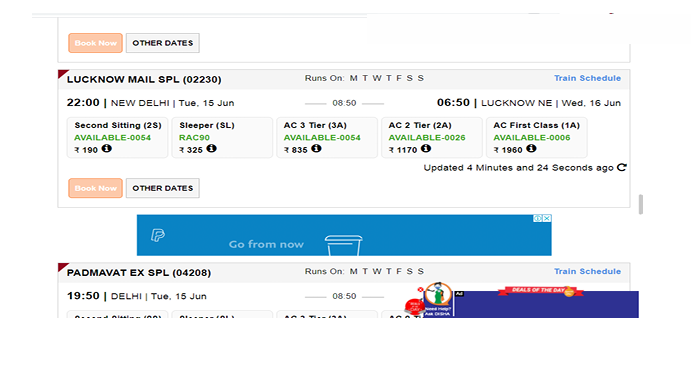 Book Now OTHER DATES
LUCKNOW MAIL SPL (02230) Runs On: M T W T F S S Train Schedule
22:00 | NEW DELHI | Tue, 15 Jun 08:50 06:50 | LUCKNOW NE | Wed, 16 Jun
Second Sitting (2S) Sleeper (SL) AC 3 Tier (3A) AC 2 Tier (2A) AC First Class (1A)
AVAILABLE-0054 RAC90 AVAILABLE-0054 AVAILABLE-0026 AVAILABLE-0006
₹ 190 ₹ 325 ₹ 835 ₹ 1170 ₹ 1960
Updated 4 Minutes and 24 Seconds ago
Book Now OTHER DATES
Go from now
PADMAVAT EX SPL (04208) Runs On: M T W T F S S Train Schedule
19:50 | DELHI | Tue, 15 Jun 08:50
DEALS OF THE DAY
Ad
Need Help?
Ask DISHA
Second Sitting (2S) Sleeper (SL) AC 3 Tier (3A)